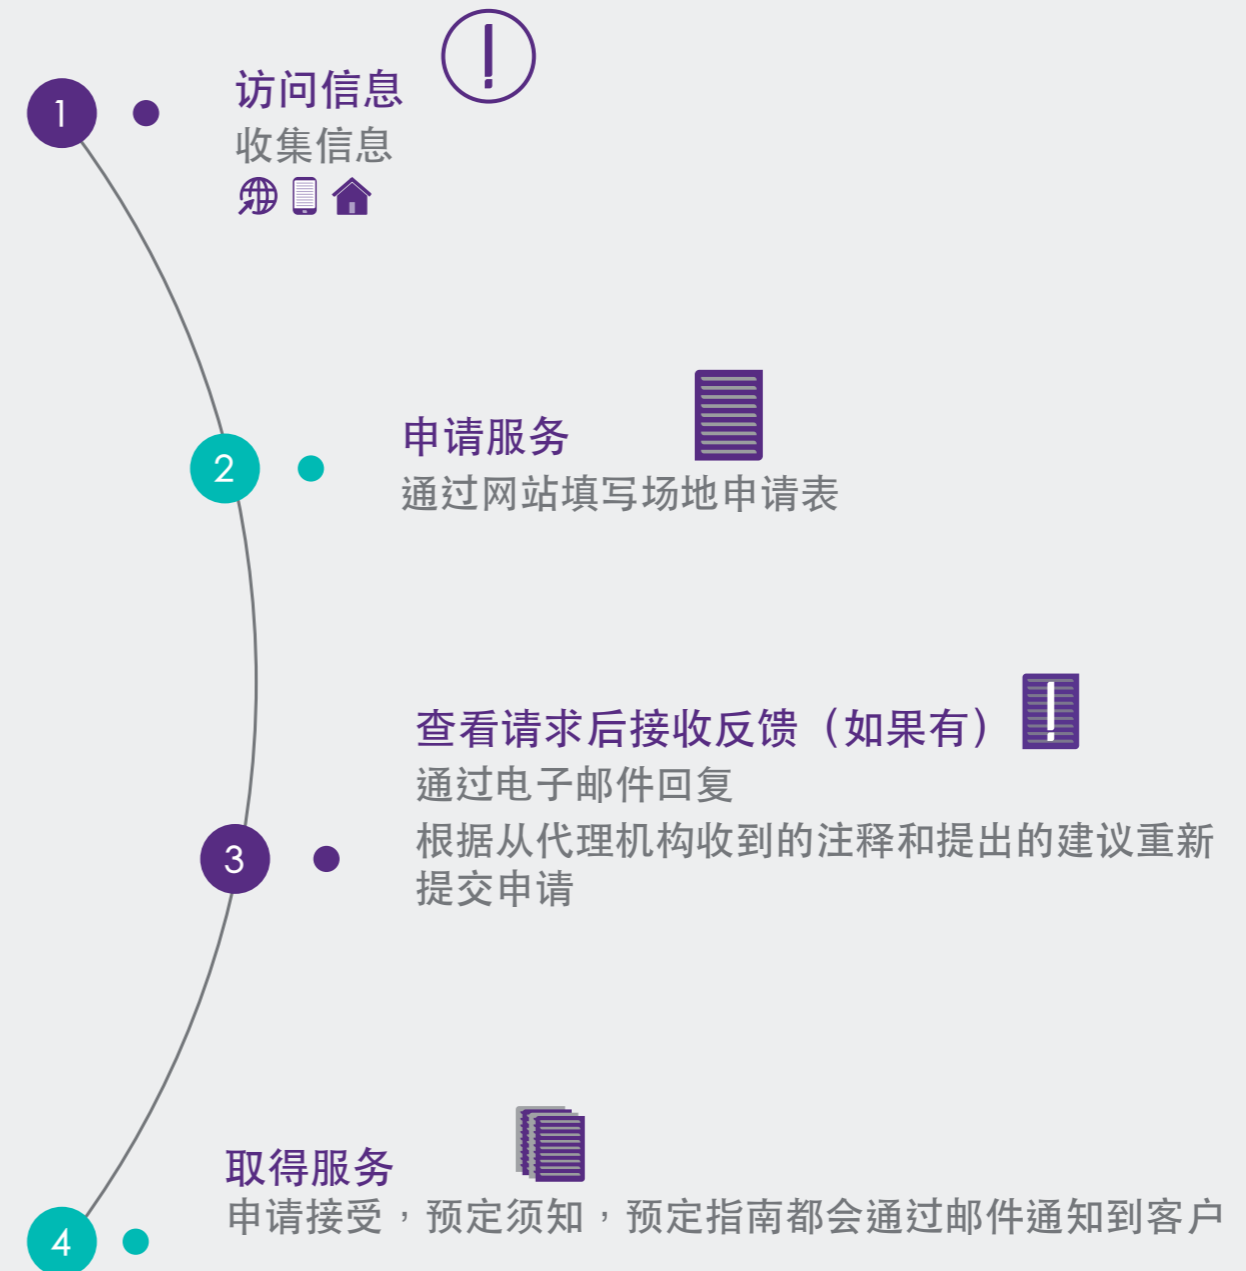 1
访问信息
收集信息
2
申请服务
通过网站填写场地申请表
3
查看请求后接收反馈（如果有）
通过电子邮件回复
根据从代理机构收到的注释和提出的建议重新
提交申请
4
取得服务
申请接受，预定须知，预定指南都会通过邮件通知到客户